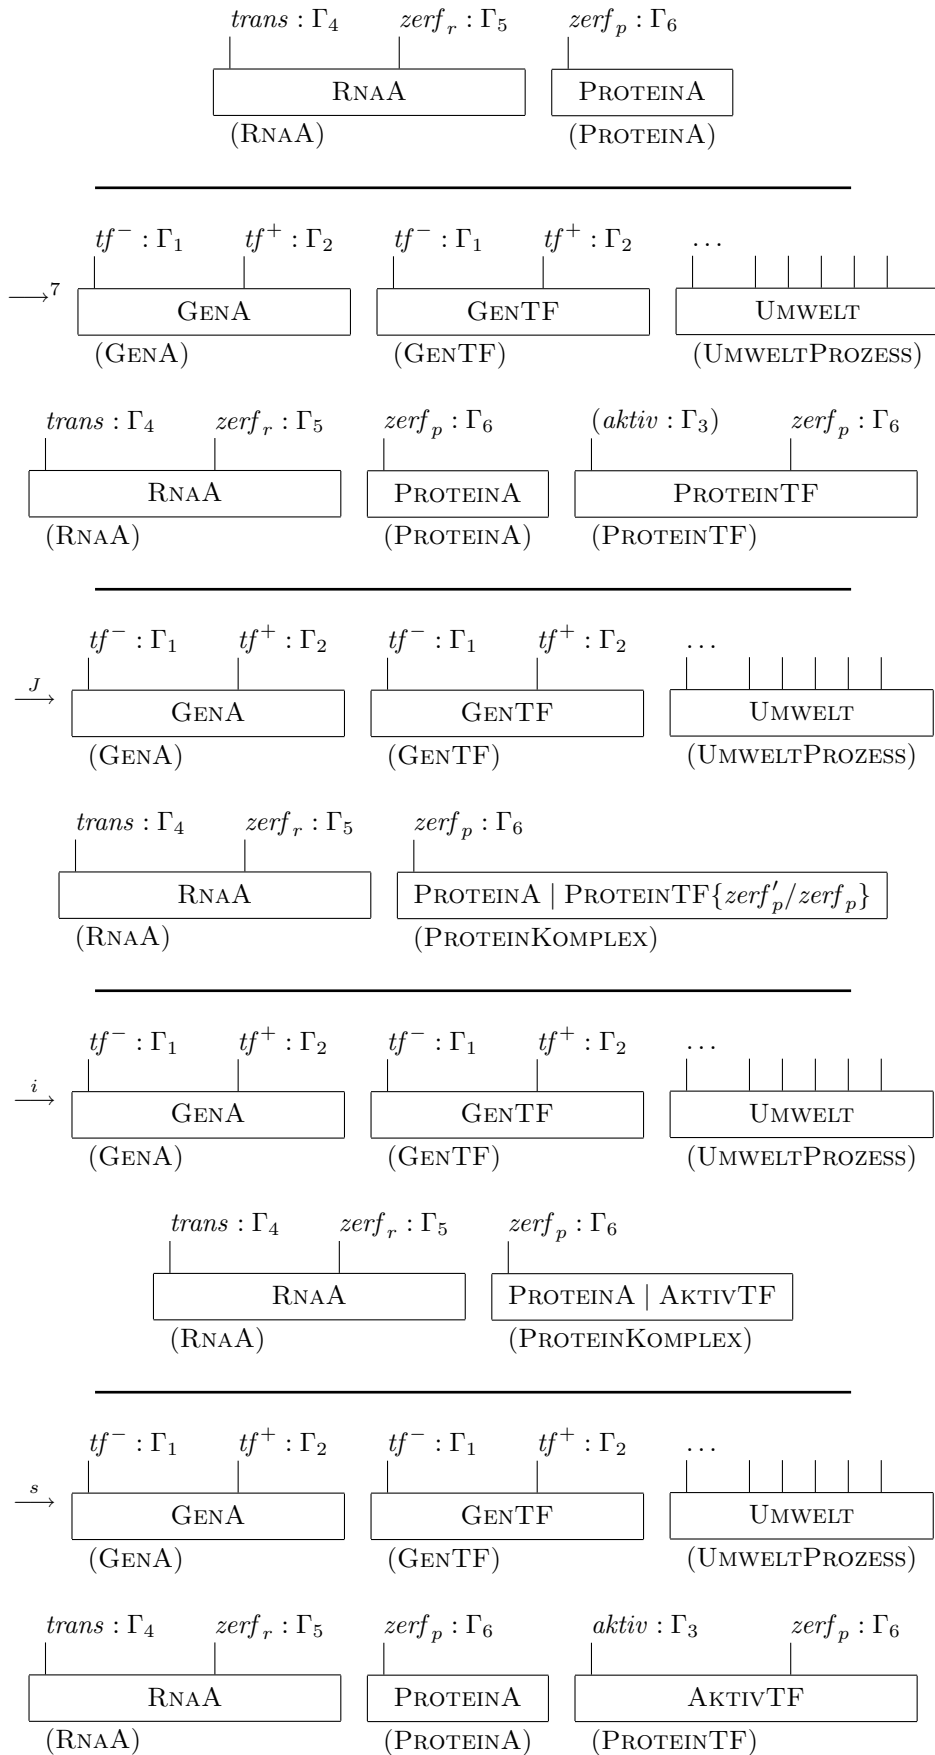 trans : Γ₄ zerf_r : Γ₅ zerf_p : Γ₆
RnaA ProteinA
(RnaA) (ProteinA)
tf⁻ : Γ₁ tf⁺ : Γ₂ tf⁻ : Γ₁ tf⁺ : Γ₂ ...
⟶⁷ GenA GenTF Umwelt
(GenA) (GenTF) (UmweltProzess)
trans : Γ₄ zerf_r : Γ₅ zerf_p : Γ₆ (aktiv : Γ₃) zerf_p : Γ₆
RnaA ProteinA ProteinTF
(RnaA) (ProteinA) (ProteinTF)
tf⁻ : Γ₁ tf⁺ : Γ₂ tf⁻ : Γ₁ tf⁺ : Γ₂ ...
J⟶ GenA GenTF Umwelt
(GenA) (GenTF) (UmweltProzess)
trans : Γ₄ zerf_r : Γ₅ zerf_p : Γ₆
RnaA ProteinA | ProteinTF{zerf′_p/zerf_p}
(RnaA) (ProteinKomplex)
tf⁻ : Γ₁ tf⁺ : Γ₂ tf⁻ : Γ₁ tf⁺ : Γ₂ ...
i⟶ GenA GenTF Umwelt
(GenA) (GenTF) (UmweltProzess)
trans : Γ₄ zerf_r : Γ₅ zerf_p : Γ₆
RnaA ProteinA | AktivTF
(RnaA) (ProteinKomplex)
tf⁻ : Γ₁ tf⁺ : Γ₂ tf⁻ : Γ₁ tf⁺ : Γ₂ ...
s⟶ GenA GenTF Umwelt
(GenA) (GenTF) (UmweltProzess)
trans : Γ₄ zerf_r : Γ₅ zerf_p : Γ₆ aktiv : Γ₃ zerf_p : Γ₆
RnaA ProteinA AktivTF
(RnaA) (ProteinA) (ProteinTF)